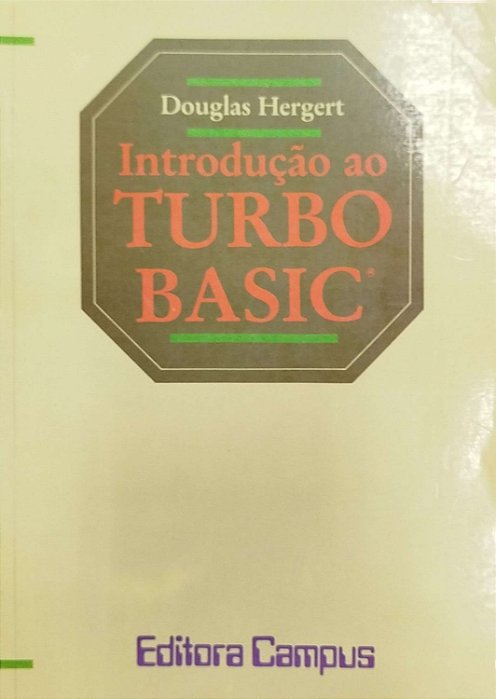 Douglas Hergert
Introdução ao
TURBO
BASIC®
Editora Campus